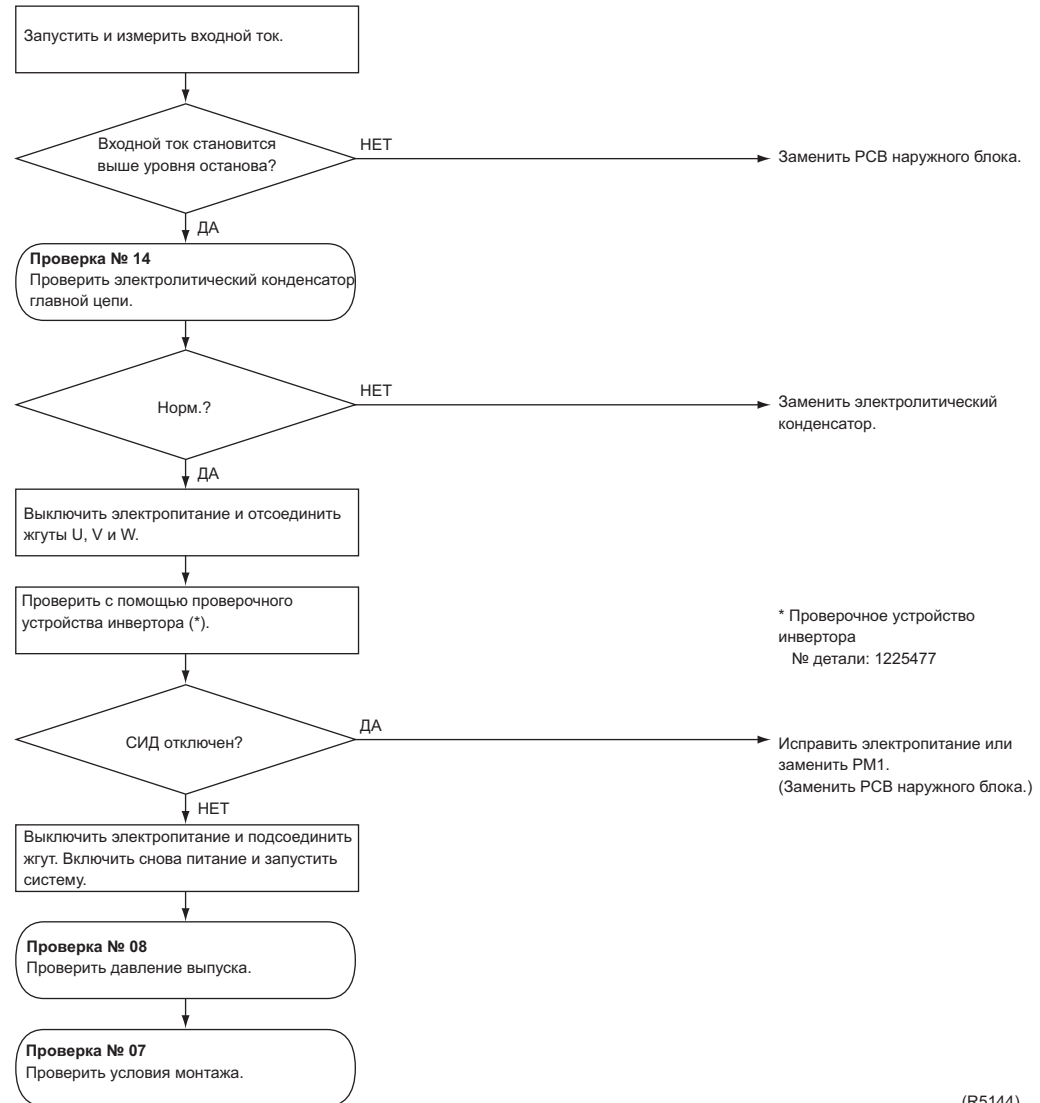 Запустить и измерить входной ток.
Входной ток становится
выше уровня останова?
НЕТ
Заменить PCB наружного блока.
ДА
Проверка № 14
Проверить электролитический конденсатор
главной цепи.
Норм.?
НЕТ
Заменить электролитический
конденсатор.
ДА
Выключить электропитание и отсоединить
жгуты U, V и W.
Проверить с помощью проверочного
устройства инвертора (*).
* Проверочное устройство
инвертора
№ детали: 1225477
СИД отключен?
ДА
Исправить электропитание или
заменить PM1.
(Заменить PCB наружного блока.)
НЕТ
Выключить электропитание и подсоединить
жгут. Включить снова питание и запустить
систему.
Проверка № 08
Проверить давление выпуска.
Проверка № 07
Проверить условия монтажа.
(R5144)